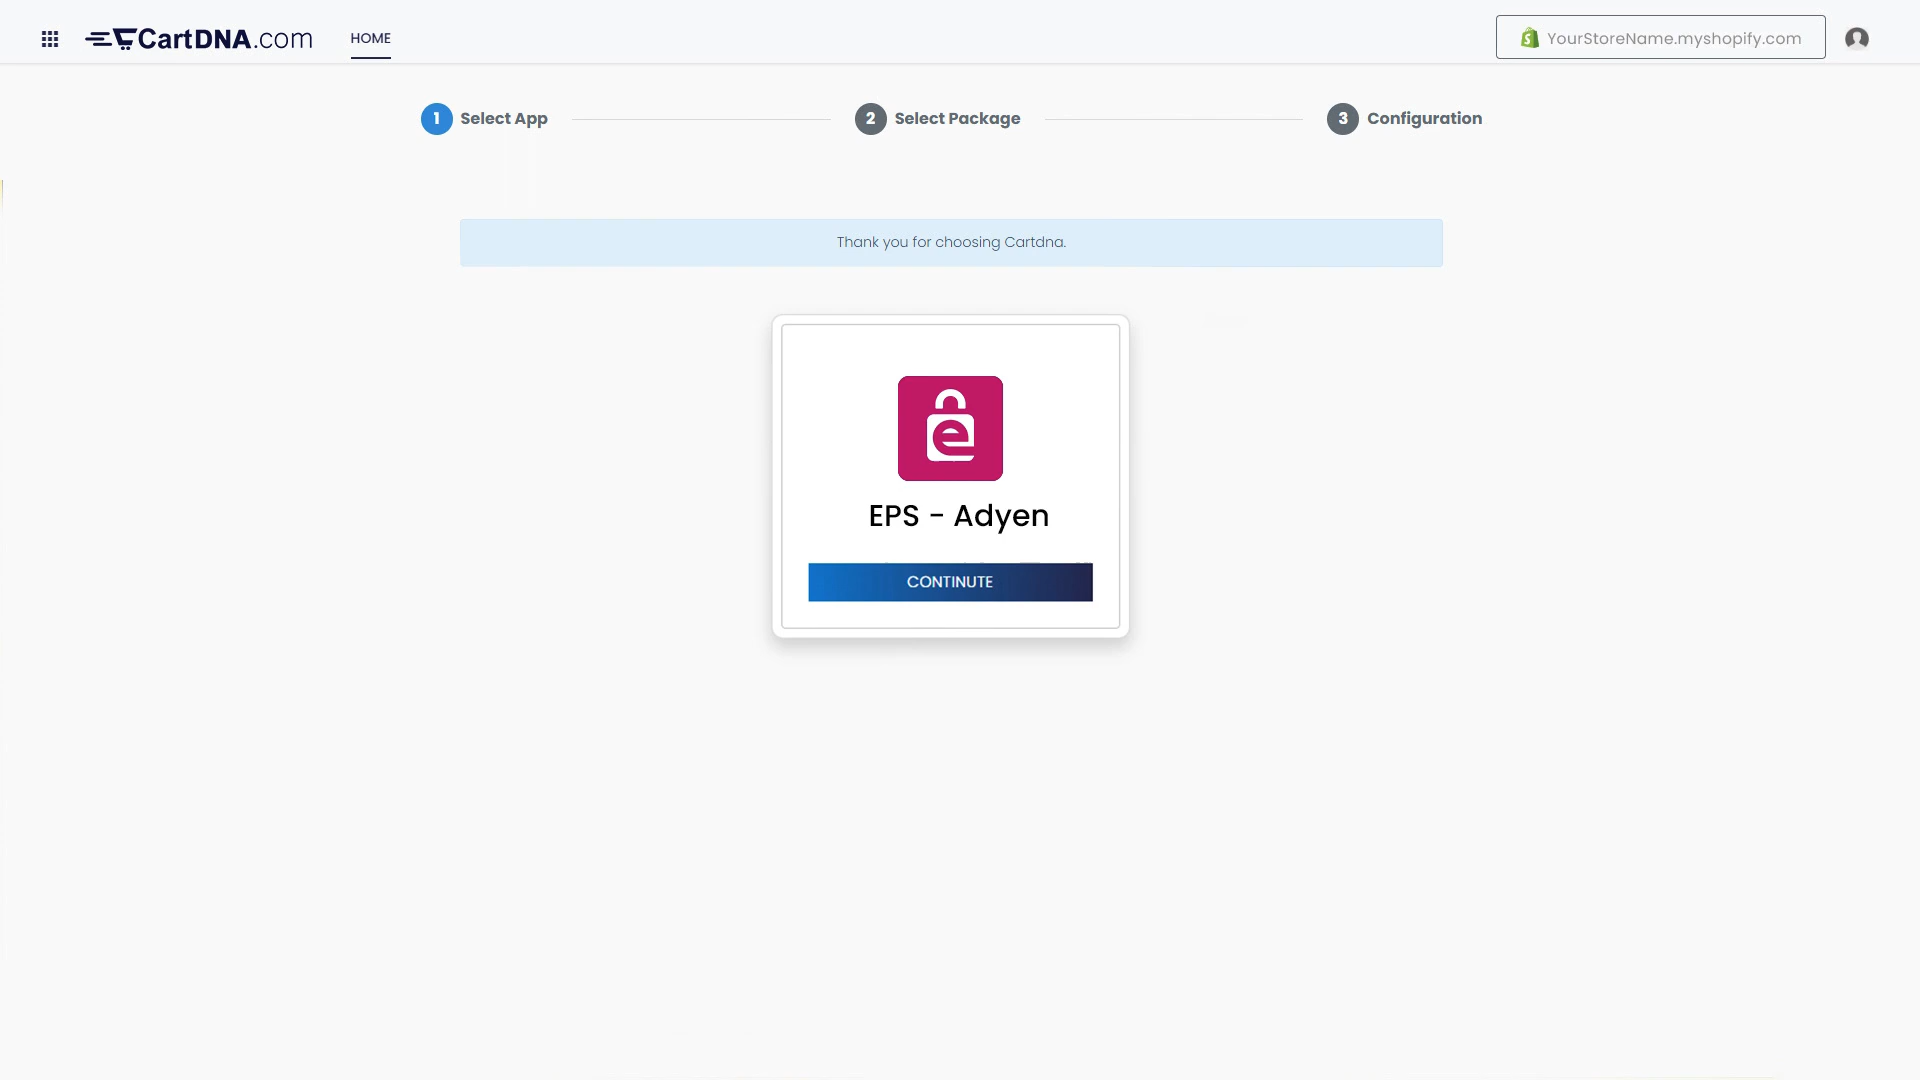 CartDNA.com
HOME
YourStoreName.myshopify.com
1 Select App
2 Select Package
3 Configuration
Thank you for choosing Cartdna.
e
EPS - Adyen
CONTINUTE